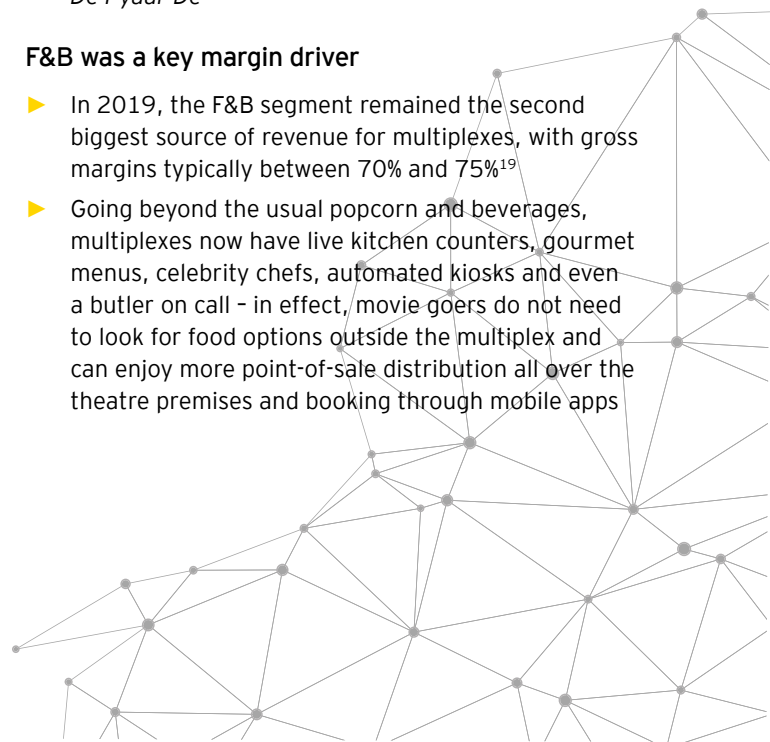 De Pyaar De
F&B was a key margin driver
► In 2019, the F&B segment remained the second
biggest source of revenue for multiplexes, with gross
margins typically between 70% and 75%¹⁹
► Going beyond the usual popcorn and beverages,
multiplexes now have live kitchen counters, gourmet
menus, celebrity chefs, automated kiosks and even
a butler on call – in effect, movie goers do not need
to look for food options outside the multiplex and
can enjoy more point-of-sale distribution all over the
theatre premises and booking through mobile apps